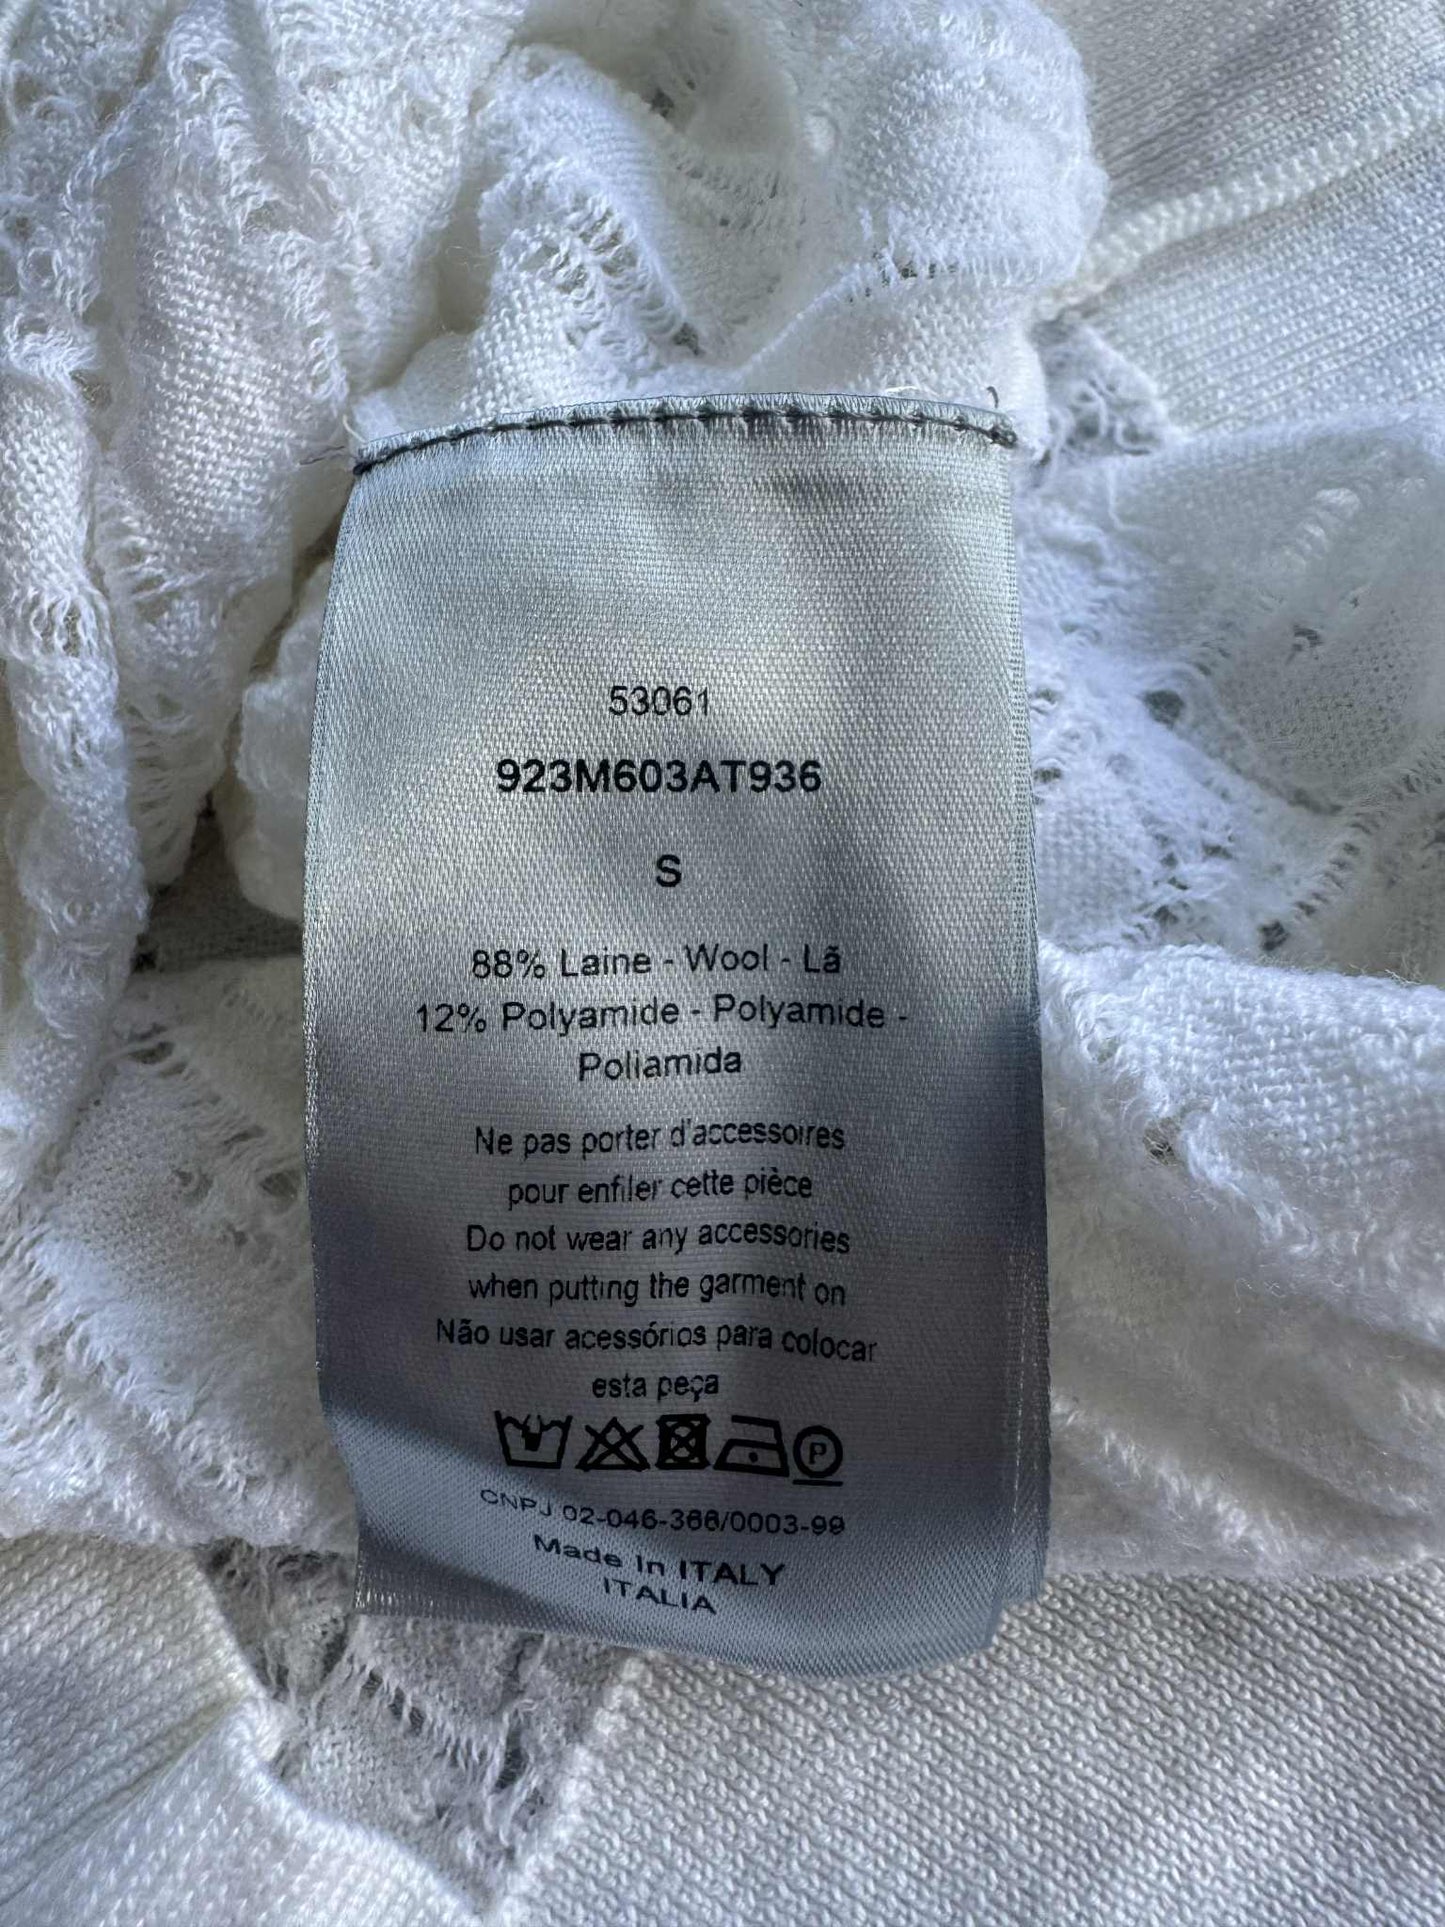 53061
923M603AT936
S
88% Laine - Wool - Lã
12% Polyamide - Polyamide -
Poliamida
Ne pas porter d'accessoires
pour enfiler cette pièce
Do not wear any accessories
when putting the garment on
Não usar acessórios para colocar
esta peça
P
CNPJ 02-046-366/0003-99
Made In ITALY
ITALIA